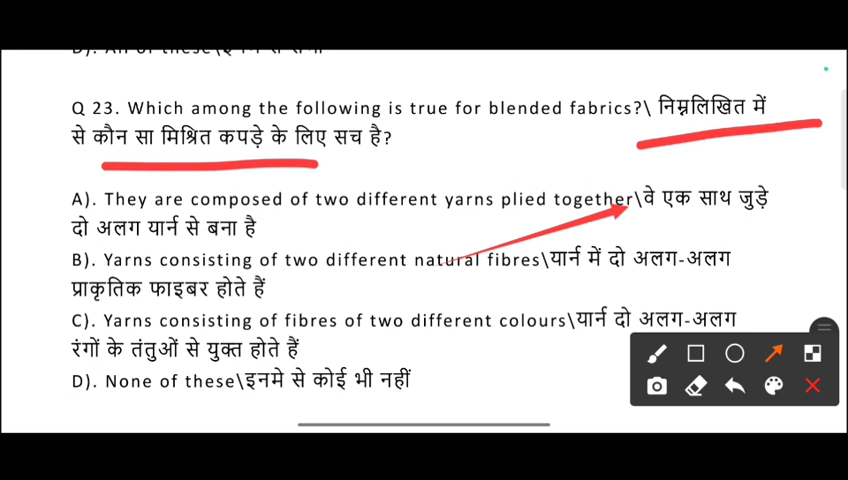 Q 23. Which among the following is true for blended fabrics?\ निम्नलिखित में
से कौन सा मिश्रित कपड़े के लिए सच है?
A). They are composed of two different yarns plied together\वे एक साथ जुड़े
दो अलग यार्न से बना है
B). Yarns consisting of two different natural fibres\यार्न में दो अलग-अलग
प्राकृतिक फाइबर होते हैं
C). Yarns consisting of fibres of two different colours\यार्न दो अलग-अलग
रंगों के तंतुओं से युक्त होते हैं
D). None of these\इनमे से कोई भी नहीं